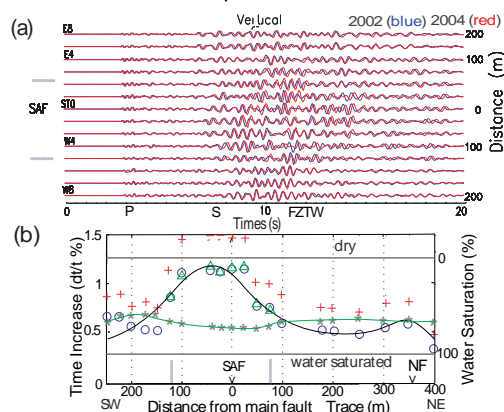 (a)
Vertical
2002 (blue) 2004 (red)
E8
200
E4
100
SAF
ST0
0
W4
100
W8
200
Distance (m)
0
P
S
10
FZTW
20
Times(s)
(b)
1.5
dry
0
1.0
0.5
water saturated
100
SAF
NF
0
Time Increase (dt/t %)
Water Saturation (%)
200
100
0
100
200
300
400
SW
Distance from main fault
Trace (m)
NE